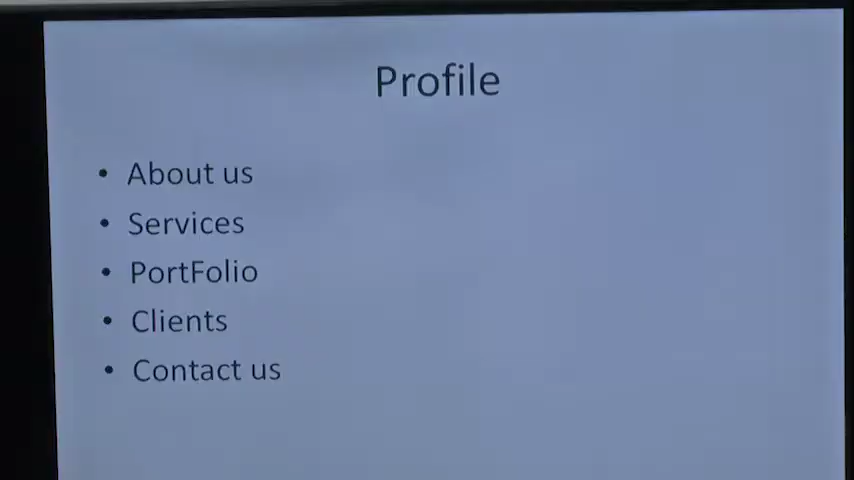 Profile
• About us
• Services
• PortFolio
• Clients
• Contact us